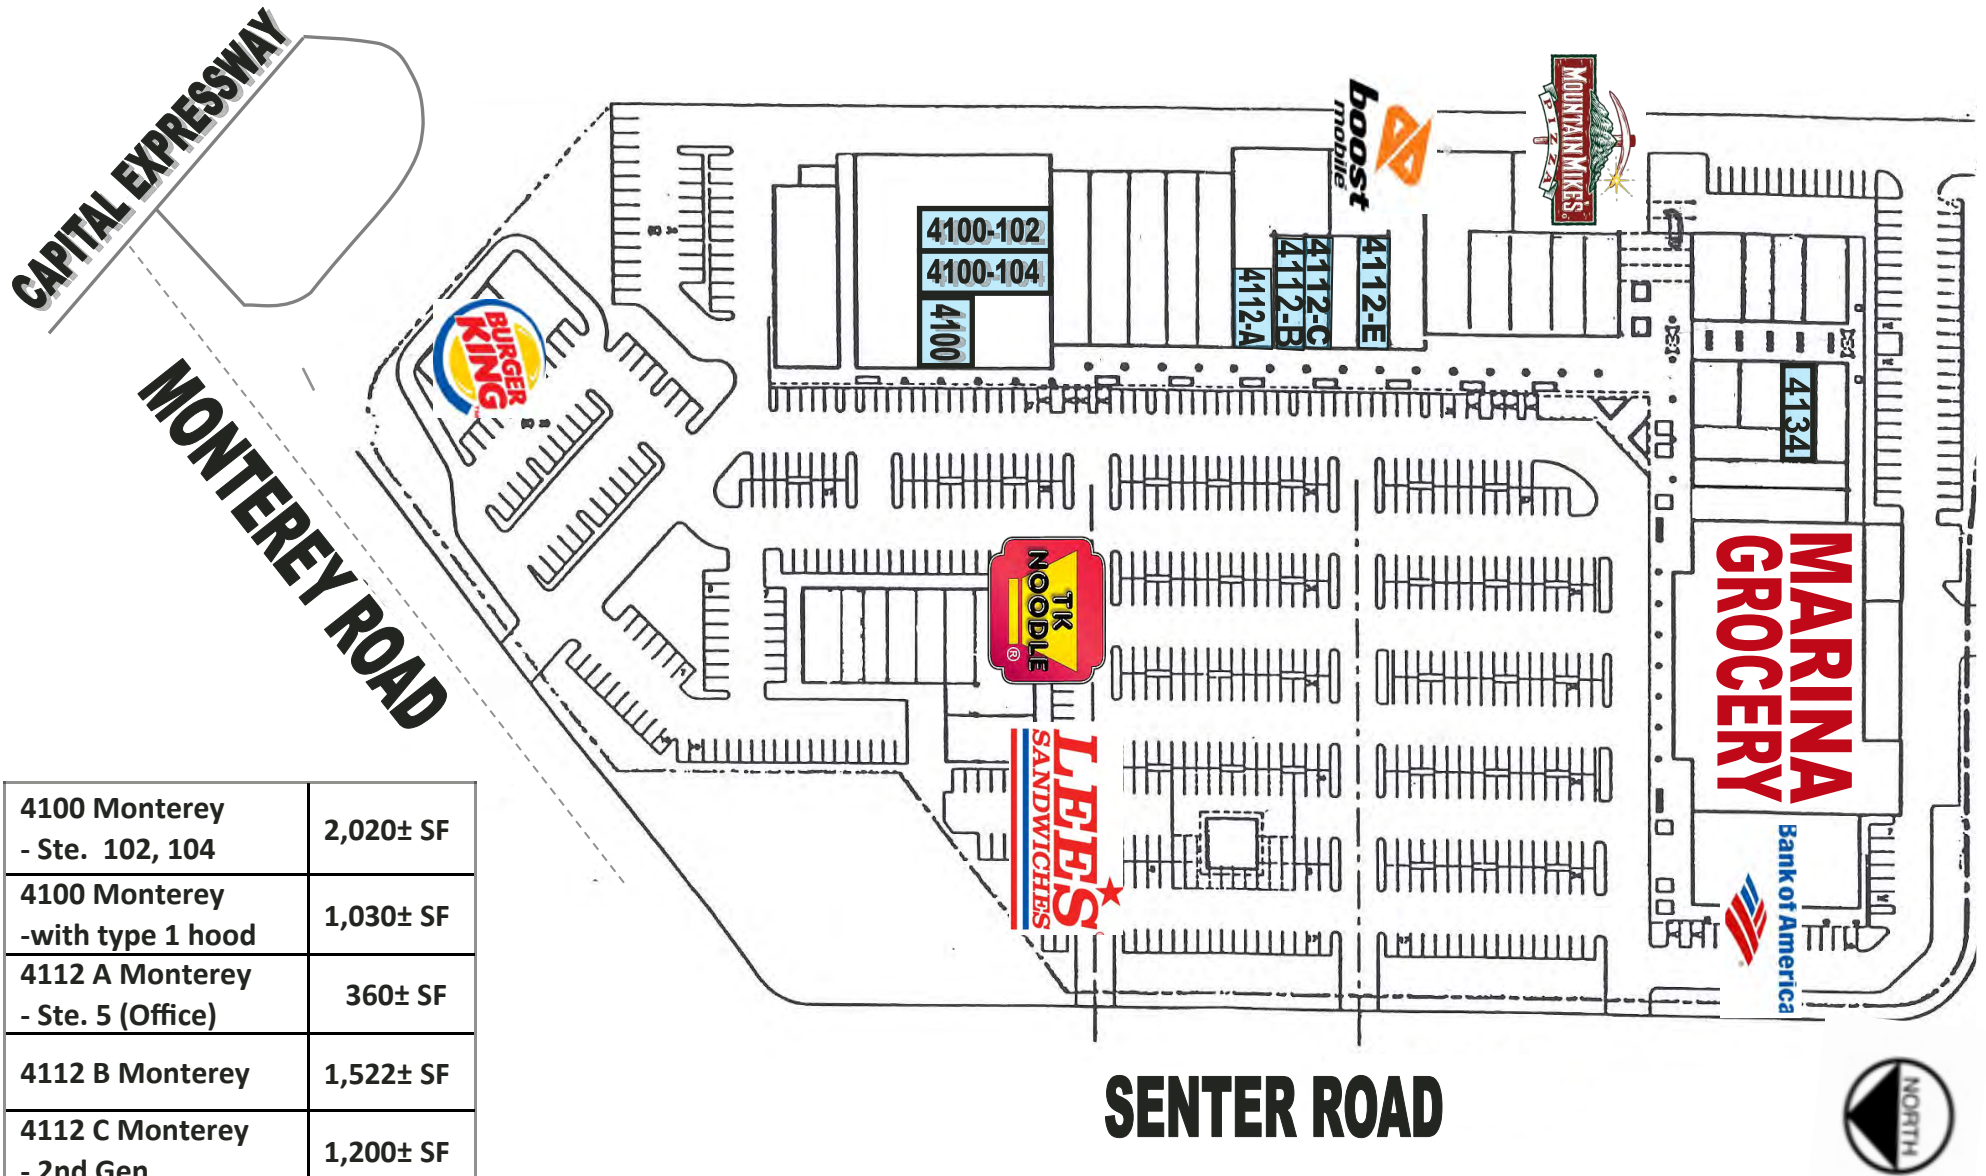 CAPITAL EXPRESSWAY
MONTEREY ROAD
BURGER
KING
TM
4100-102
4100-104
4100
4112-A
4112-B
4112-C
4112-E
boost
mobile
MOUNTAIN MIKE'S
PIZZA
4134
MARINA
GROCERY
TK
NOODLE
®
LEE'S
SANDWICHES
Bank of America
SENTER ROAD
NORTH
4100 Monterey
- Ste. 102, 104
2,020± SF
4100 Monterey
-with type 1 hood
1,030± SF
4112 A Monterey
- Ste. 5 (Office)
360± SF
4112 B Monterey
1,522± SF
4112 C Monterey
- 2nd Gen
1,200± SF